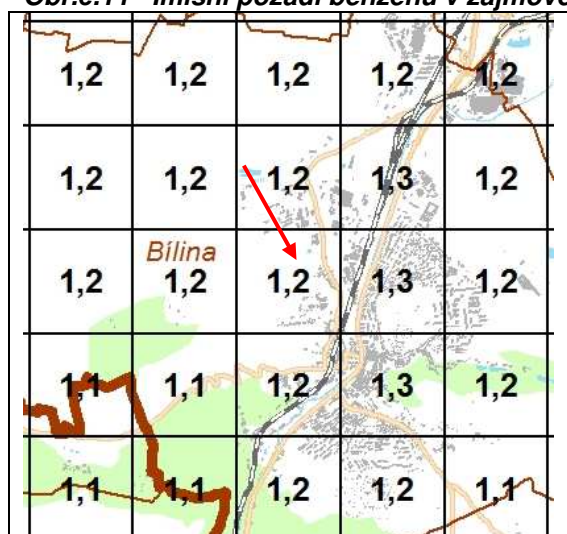 Obr.č.11 - Imisní pozadí benzenu v zájmové
1,2 1,2 1,2 1,2 1,2
1,2 1,2 1,2 1,3 1,2
Bílina
1,2 1,2 1,2 1,3 1,2
1,1 1,1 1,2 1,3 1,2
1,1 1,1 1,2 1,2 1,1